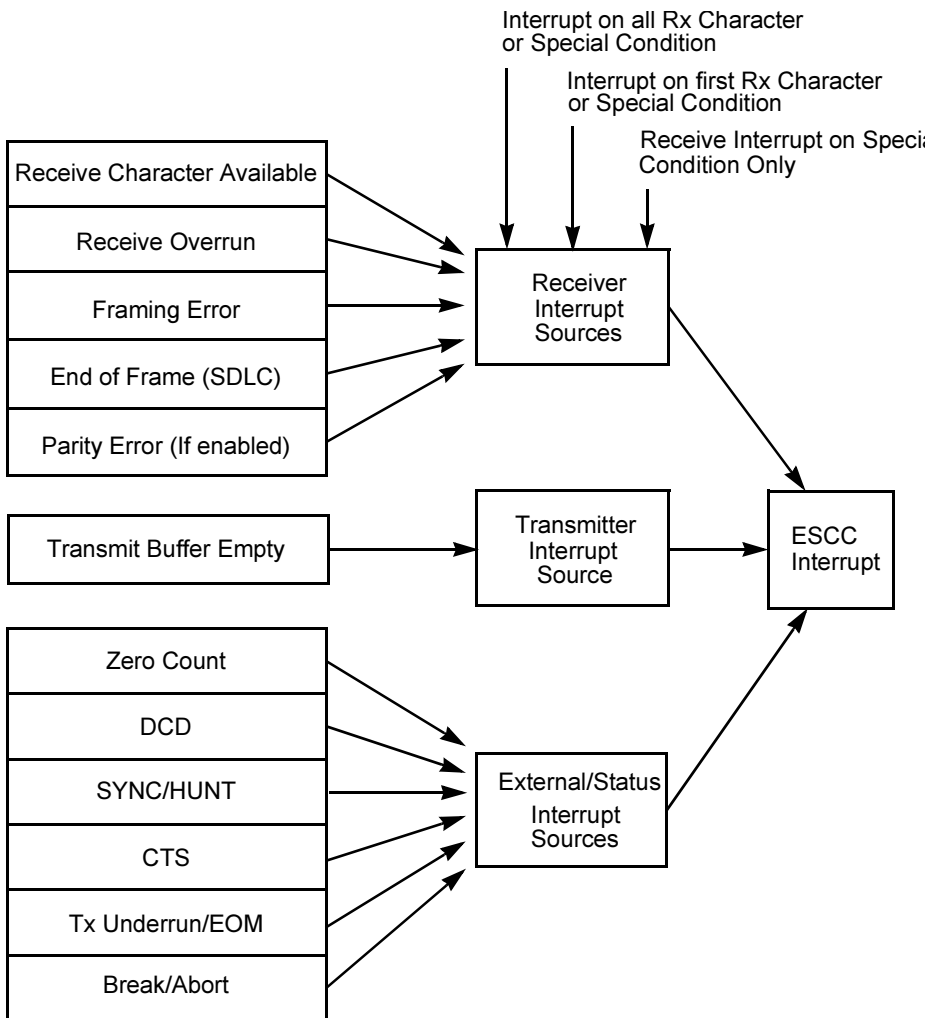 Interrupt on all Rx Character
or Special Condition
Interrupt on first Rx Character
or Special Condition
Receive Interrupt on Specia
Condition Only
Receive Character Available
Receive Overrun
Framing Error
End of Frame (SDLC)
Parity Error (If enabled)
Receiver
Interrupt
Sources
Transmit Buffer Empty
Transmitter
Interrupt
Source
ESCC
Interrupt
Zero Count
DCD
SYNC/HUNT
CTS
Tx Underrun/EOM
Break/Abort
External/Status
Interrupt
Sources